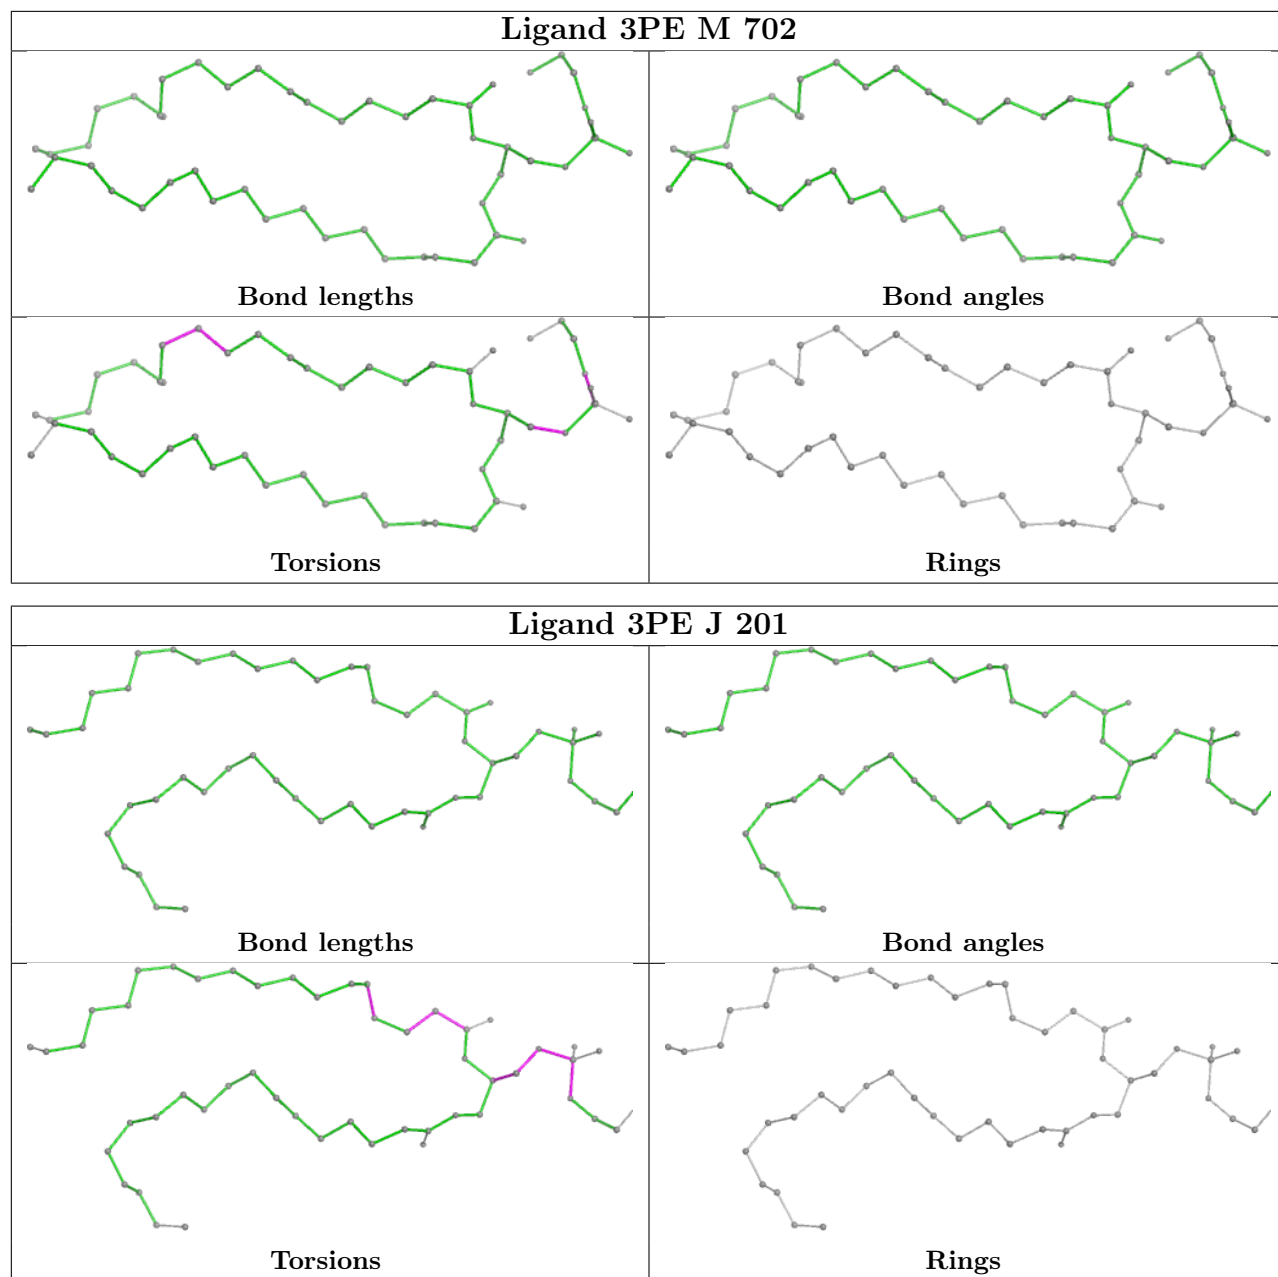 Ligand 3PE M 702
Bond lengths
Bond angles
Torsions
Rings
Ligand 3PE J 201
Bond lengths
Bond angles
Torsions
Rings